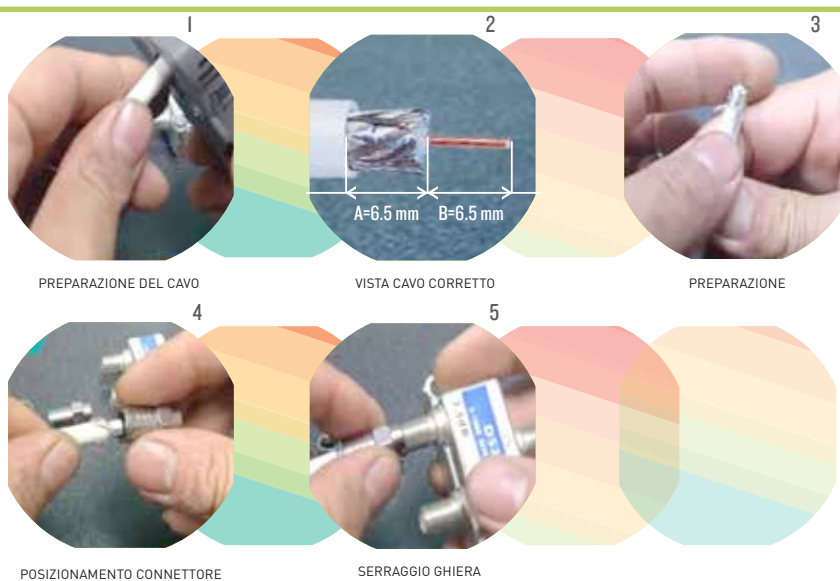 1
2
3
A=6.5 mm
B=6.5 mm
PREPARAZIONE DEL CAVO
VISTA CAVO CORRETTO
PREPARAZIONE
4
5
POSIZIONAMENTO CONNETTORE
SERRAGGIO GHIERA